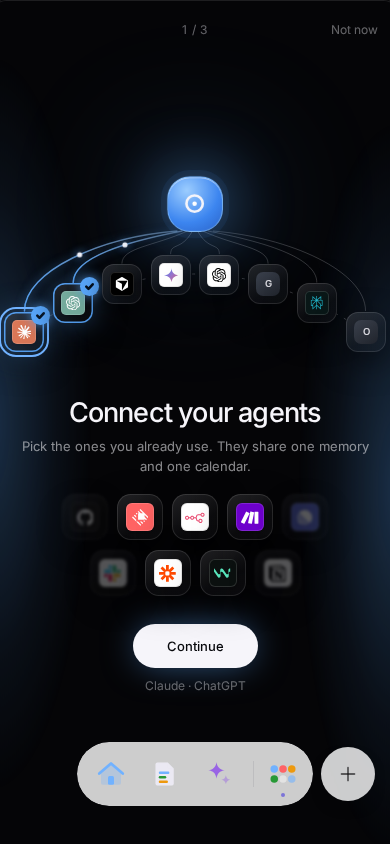 1 / 3
Not now
G
O
Connect your agents
Pick the ones you already use. They share one memory
and one calendar.
Continue
Claude · ChatGPT